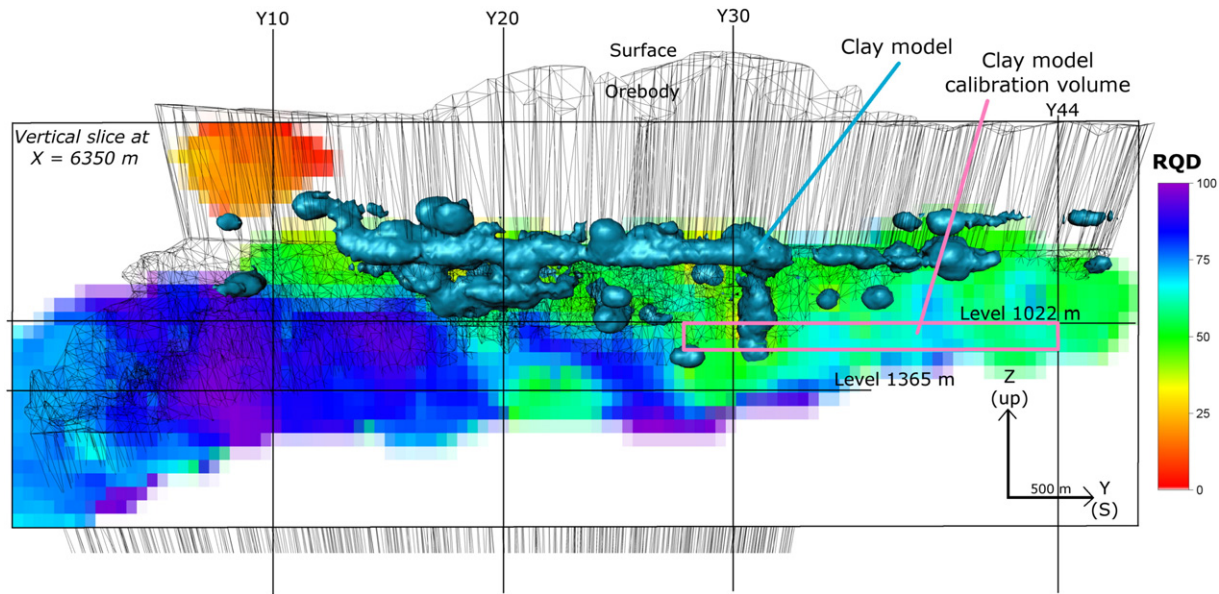 Y10
Y20
Y30
Surface
Clay model
Clay model
calibration volume
Orebody
Y44
Vertical slice at
X = 6350 m
RQD
100
75
50
25
0
Level 1022 m
Level 1365 m
Z
(up)
500 m
Y
(S)